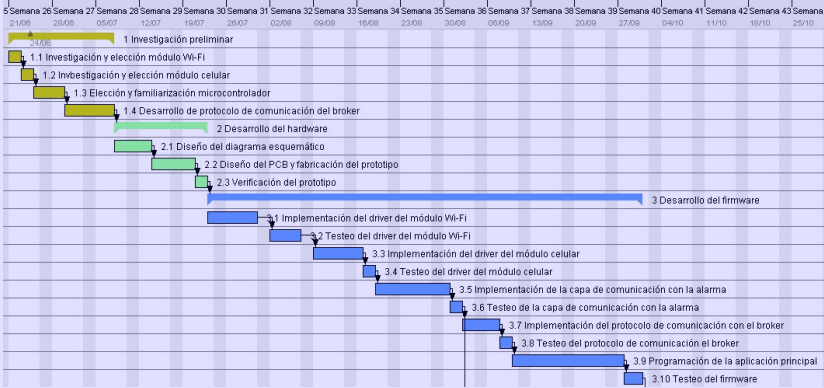 5 Semana 26 Semana 27 Semana 28 Semana 29 Semana 30 Semana 31 Semana 32 Semana 33 Semana 34 Semana 35 Semana 36 Semana 37 Semana 38 Semana 39 Semana 40 Semana 41 Semana 42 Semana 43 Semana
21/06 28/06 05/07 12/07 19/07 26/07 02/08 09/08 16/08 23/08 30/08 06/09 13/09 20/09 27/09 04/10 11/10 18/10 25/10
1 Investigación preliminar
24/06
1.1 Investigación y elección módulo Wi-Fi
1.2 Invbestigación y elección módulo celular
1.3 Elección y familiarización microcontrolador
1.4 Desarrollo de protocolo de comunicación del broker
2 Desarrollo del hardware
2.1 Diseño del diagrama esquemático
2.2 Diseño del PCB y fabricación del prototipo
2.3 Verificación del prototipo
3 Desarrollo del firmware
3.1 Implementación del driver del módulo Wi-Fi
3.2 Testeo del driver del módulo Wi-Fi
3.3 Implementación del driver del módulo celular
3.4 Testeo del driver del módulo celular
3.5 Implementación de la capa de comunicación con la alarma
3.6 Testeo de la capa de comunicación con la alarma
3.7 Implementación del protocolo de comunicación con el broker
3.8 Testeo del protocolo de comunicación el broker
3.9 Programación de la aplicación principal
3.10 Testeo del firmware